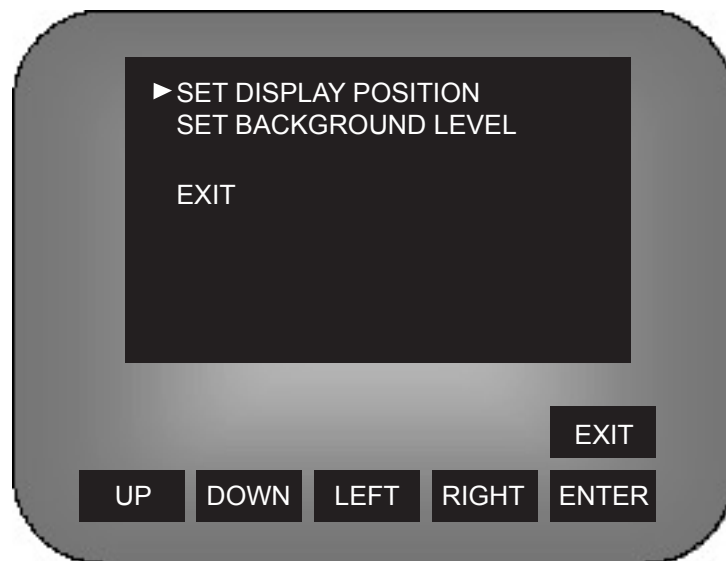 ►SET DISPLAY POSITION
SET BACKGROUND LEVEL
EXIT
EXIT
UP DOWN LEFT RIGHT ENTER